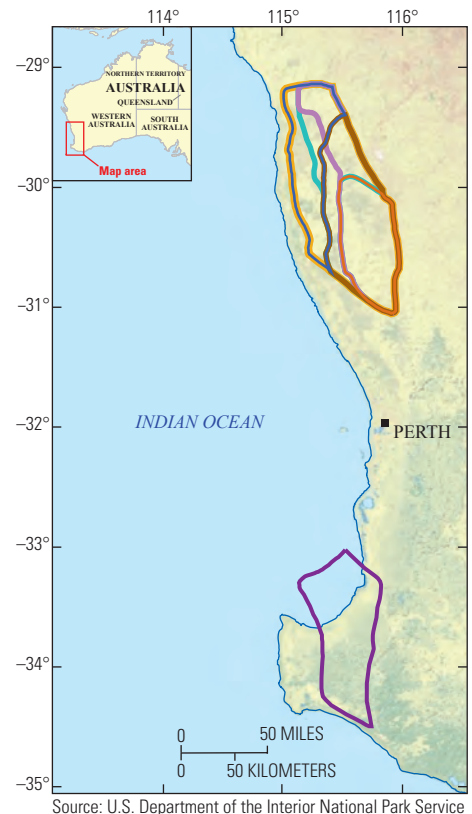 114°
115°
116°
−29°
−30°
−31°
−32°
−33°
−34°
−35°
NORTHERN TERRITORY
AUSTRALIA
QUEENSLAND
WESTERN
AUSTRALIA
SOUTH
AUSTRALIA
Map area
INDIAN OCEAN
PERTH
0
50 MILES
0
50 KILOMETERS
Source: U.S. Department of the Interior National Park Service